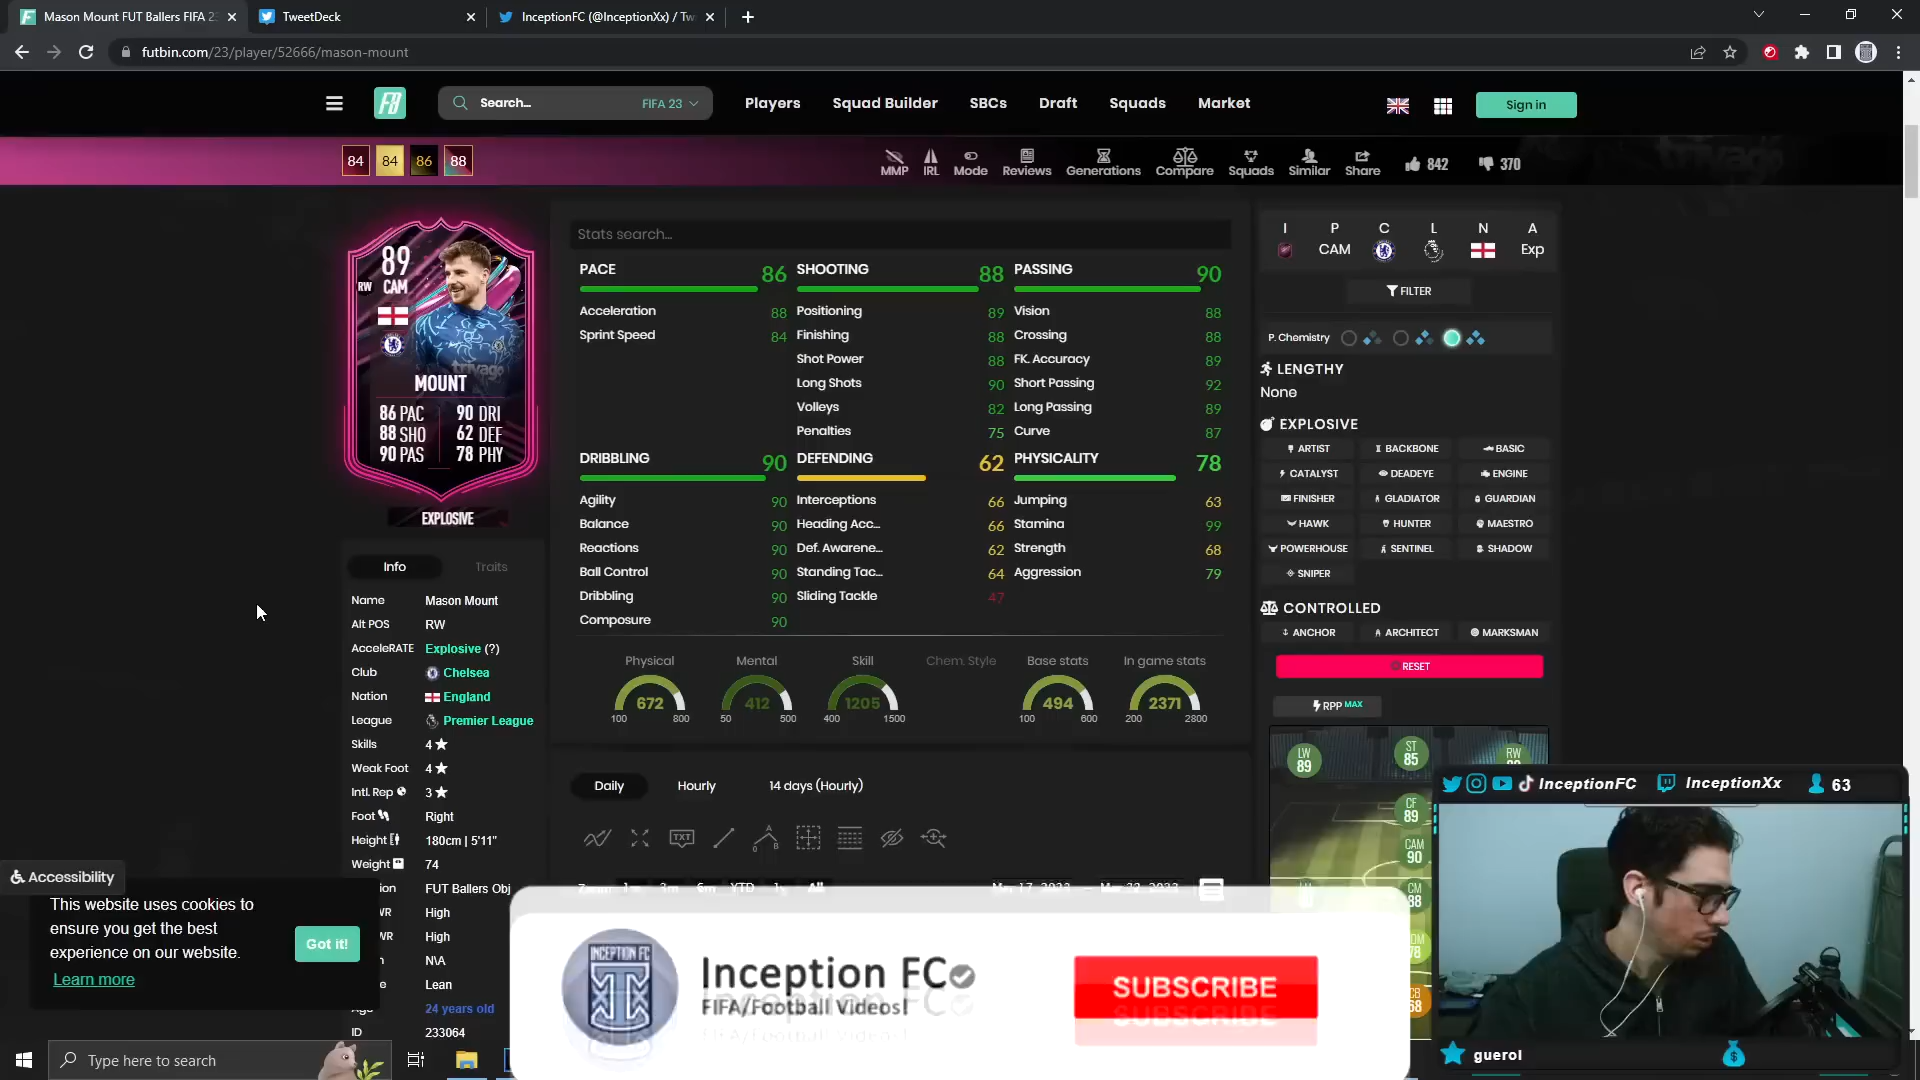 Mason Mount FUT Ballers FIFA 23
TweetDeck
InceptionFC (@InceptionXx) / Tw
futbin.com/23/player/52666/mason-mount
Search...
FIFA 23
Players
Squad Builder
SBCs
Draft
Squads
Market
Sign in
84
84
86
88
MMP
IRL
Mode
Reviews
Generations
Compare
Squads
Similar
Share
842
370
89
CAM
RW
trivago
MOUNT
86 PAC
90 DRI
88 SHO
62 DEF
90 PAS
78 PHY
EXPLOSIVE
Stats search...
PACE 86
Acceleration 88
Sprint Speed 84
SHOOTING 88
Positioning 89
Finishing 88
Shot Power 88
Long Shots 90
Volleys 82
Penalties 75
PASSING 90
Vision 88
Crossing 88
FK. Accuracy 89
Short Passing 92
Long Passing 89
Curve 87
DRIBBLING 90
Agility 90
Balance 90
Reactions 90
Ball Control 90
Dribbling 90
Composure 90
DEFENDING 62
Interceptions 66
Heading Acc... 66
Def. Awarene... 62
Standing Tac... 64
Sliding Tackle 47
PHYSICALITY 78
Jumping 63
Stamina 99
Strength 68
Aggression 79
Physical
672
100 800
Mental
412
50 500
Skill
1205
400 1500
Chem. Style
Base stats
494
100 600
In game stats
2371
200 2800
I P C L N A
CAM
Exp
FILTER
P. Chemistry
LENGTHY
None
EXPLOSIVE
ARTIST BACKBONE BASIC
CATALYST DEADEYE ENGINE
FINISHER GLADIATOR GUARDIAN
HAWK HUNTER MAESTRO
POWERHOUSE SENTINEL SHADOW
SNIPER
CONTROLLED
ANCHOR ARCHITECT MARKSMAN
RESET
RPP MAX
LW
89
ST
85
RW
CF
89
CAM
90
CM
88
78
68
Info
Traits
Name Mason Mount
Alt POS RW
AcceleRATE Explosive (?)
Club Chelsea
Nation England
League Premier League
Skills 4
Weak Foot 4
Intl. Rep 3
Foot Right
Height 180cm | 5'11"
Weight 74
FUT Ballers Obj
High
High
N\A
Lean
24 years old
ID 233064
Daily
Hourly
14 days (Hourly)
TXT
Accessibility
This website uses cookies to
ensure you get the best
experience on our website.
Learn more
Got it!
Inception FC
FIFA/Football Videos!
INCEPTION FC
SUBSCRIBE
InceptionFC
InceptionXx
63
guerol
Type here to search